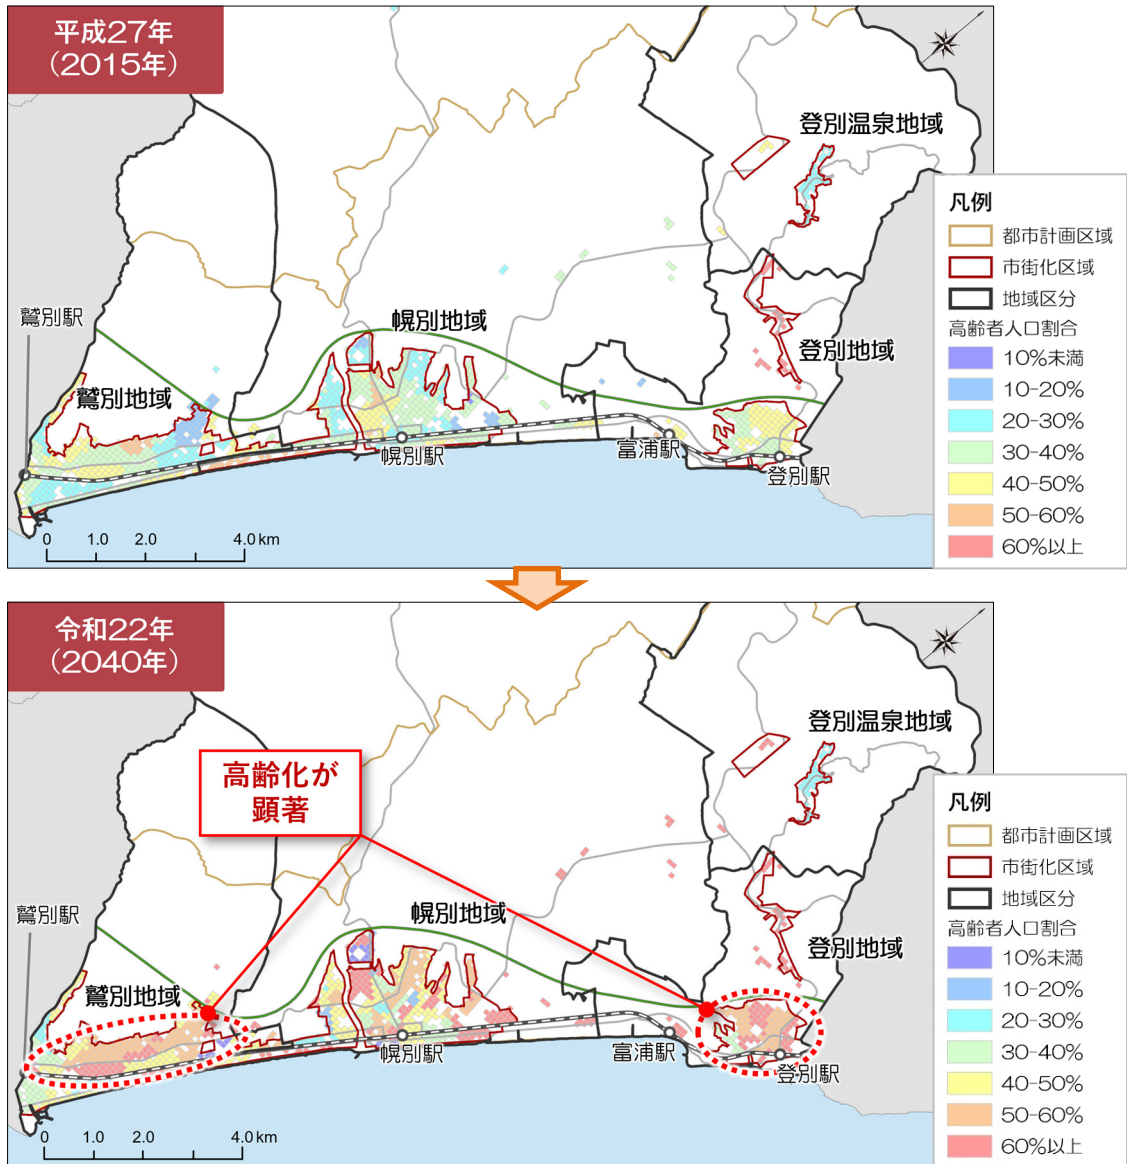 平成27年
（2015年）
登別温泉地域
鷲別駅
幌別地域
登別地域
鷲別地域
幌別駅
富浦駅
登別駅
0 1.0 2.0 4.0 km
凡例
都市計画区域
市街化区域
地域区分
高齢者人口割合
10%未満
10-20%
20-30%
30-40%
40-50%
50-60%
60%以上
令和22年
（2040年）
登別温泉地域
高齢化が
顕著
鷲別駅
幌別地域
登別地域
鷲別地域
幌別駅
富浦駅
登別駅
0 1.0 2.0 4.0 km
凡例
都市計画区域
市街化区域
地域区分
高齢者人口割合
10%未満
10-20%
20-30%
30-40%
40-50%
50-60%
60%以上